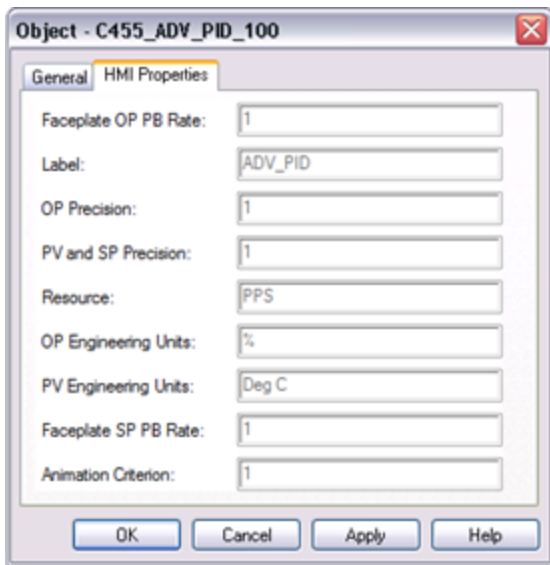 Object - C455_ADV_PID_100
General HMI Properties
Faceplate OP PB Rate: 1
Label: ADV_PID
OP Precision: 1
PV and SP Precision: 1
Resource: PPS
OP Engineering Units: %
PV Engineering Units: Deg C
Faceplate SP PB Rate: 1
Animation Criterion: 1
OK Cancel Apply Help